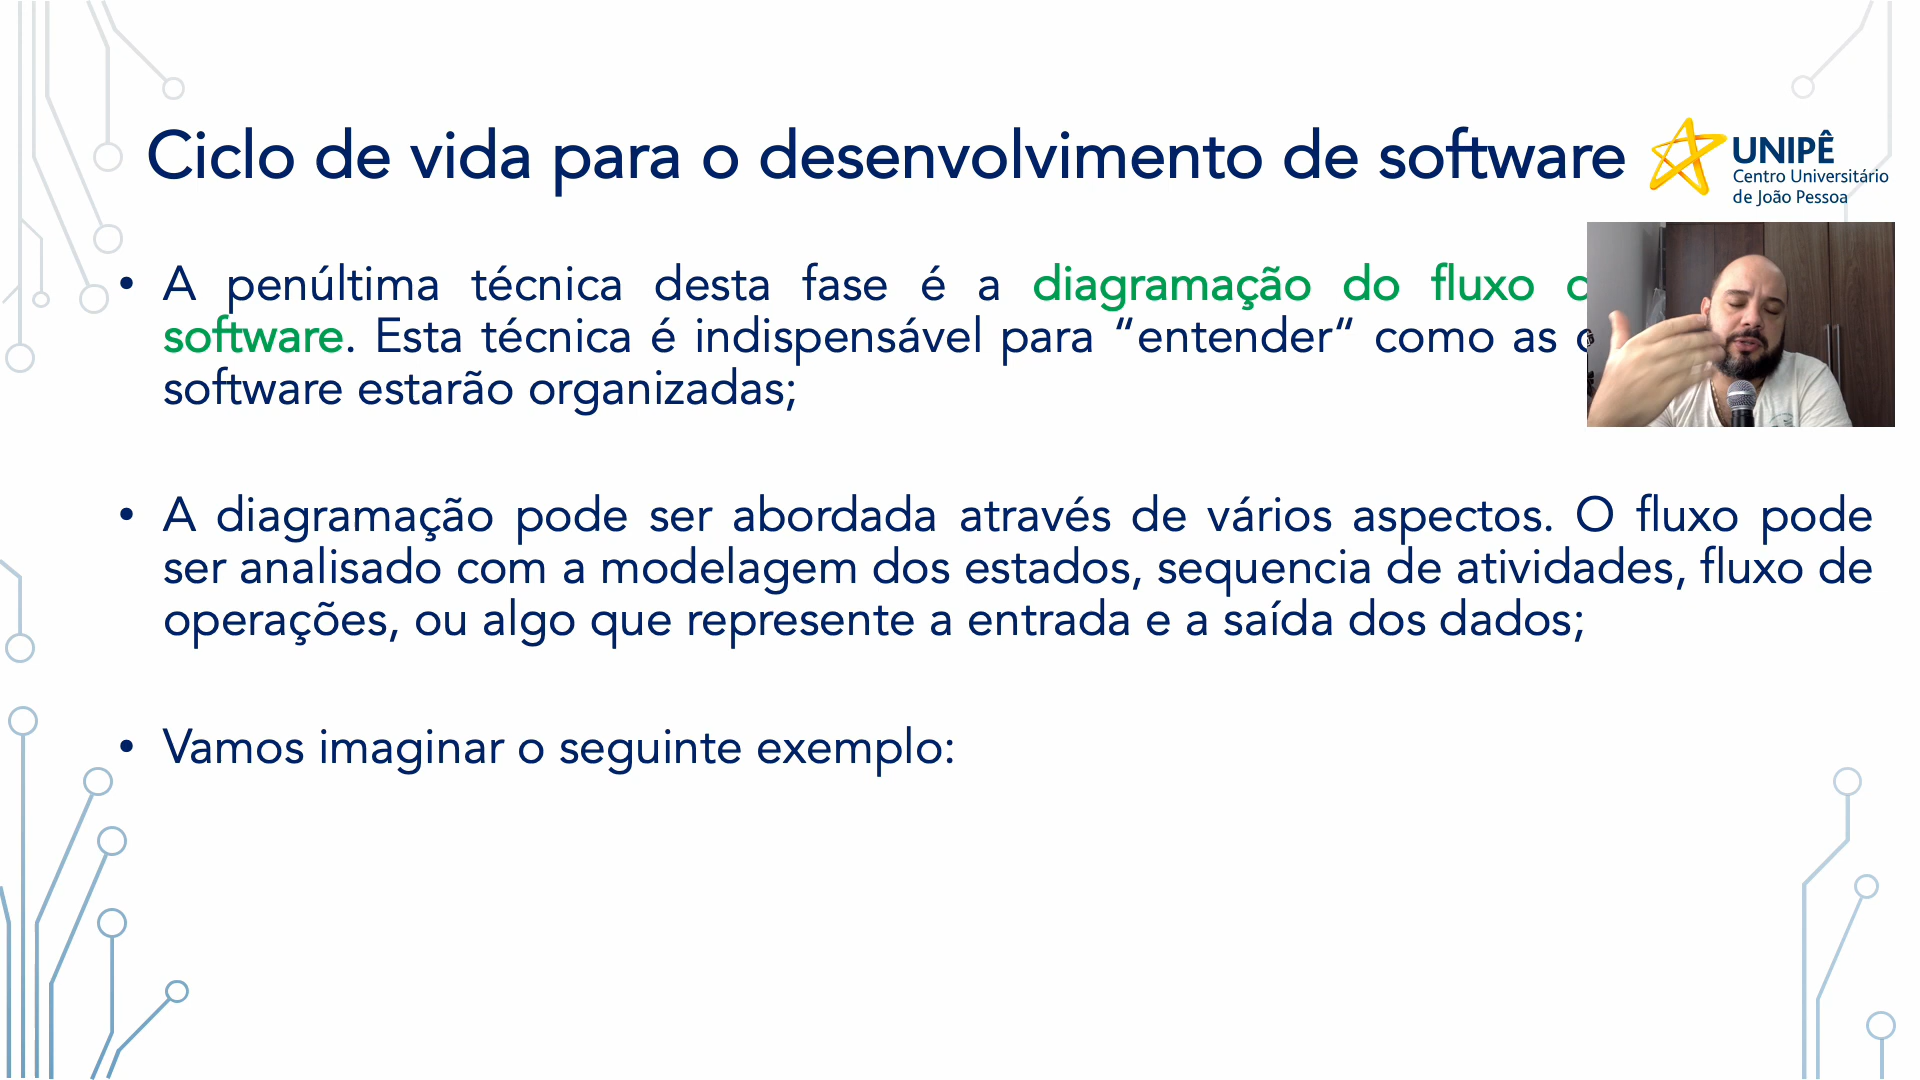 Ciclo de vida para o desenvolvimento de software
UNIPÊ
Centro Universitário
de João Pessoa
• A penúltima técnica desta fase é a diagramação do fluxo
software. Esta técnica é indispensável para “entender“ como as
software estarão organizadas;
• A diagramação pode ser abordada através de vários aspectos. O fluxo pode
ser analisado com a modelagem dos estados, sequencia de atividades, fluxo de
operações, ou algo que represente a entrada e a saída dos dados;
• Vamos imaginar o seguinte exemplo: